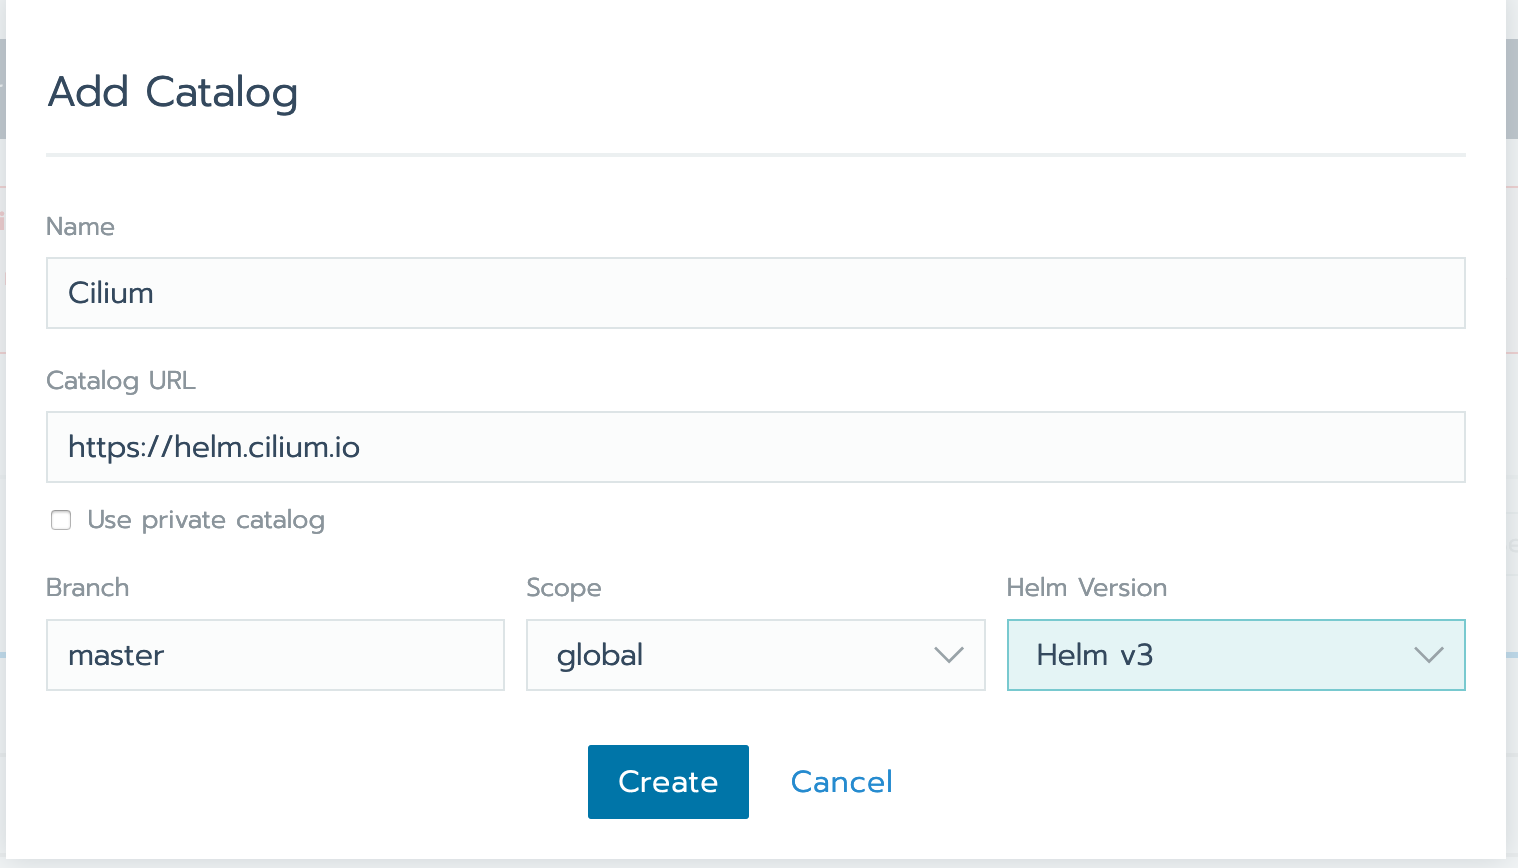 Add Catalog
Name
Cilium
Catalog URL
https://helm.cilium.io
Use private catalog
Branch Scope Helm Version
master global Helm v3
Create Cancel